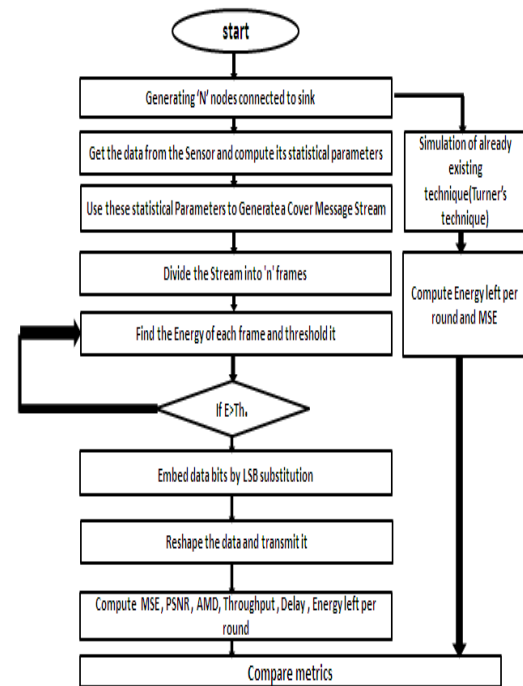 start
Generating 'N' nodes connected to sink
Get the data from the Sensor and compute its statistical parameters
Use these statistical Parameters to Generate a Cover Message Stream
Divide the Stream into 'n' frames
Find the Energy of each frame and threshold it
If E>Th.
Embed data bits by LSB substitution
Reshape the data and transmit it
Compute MSE, PSNR, AMD, Throughput, Delay, Energy left per
round
Simulation of already
existing
technique(Turner's
technique)
Compute Energy left per
round and MSE
Compare metrics